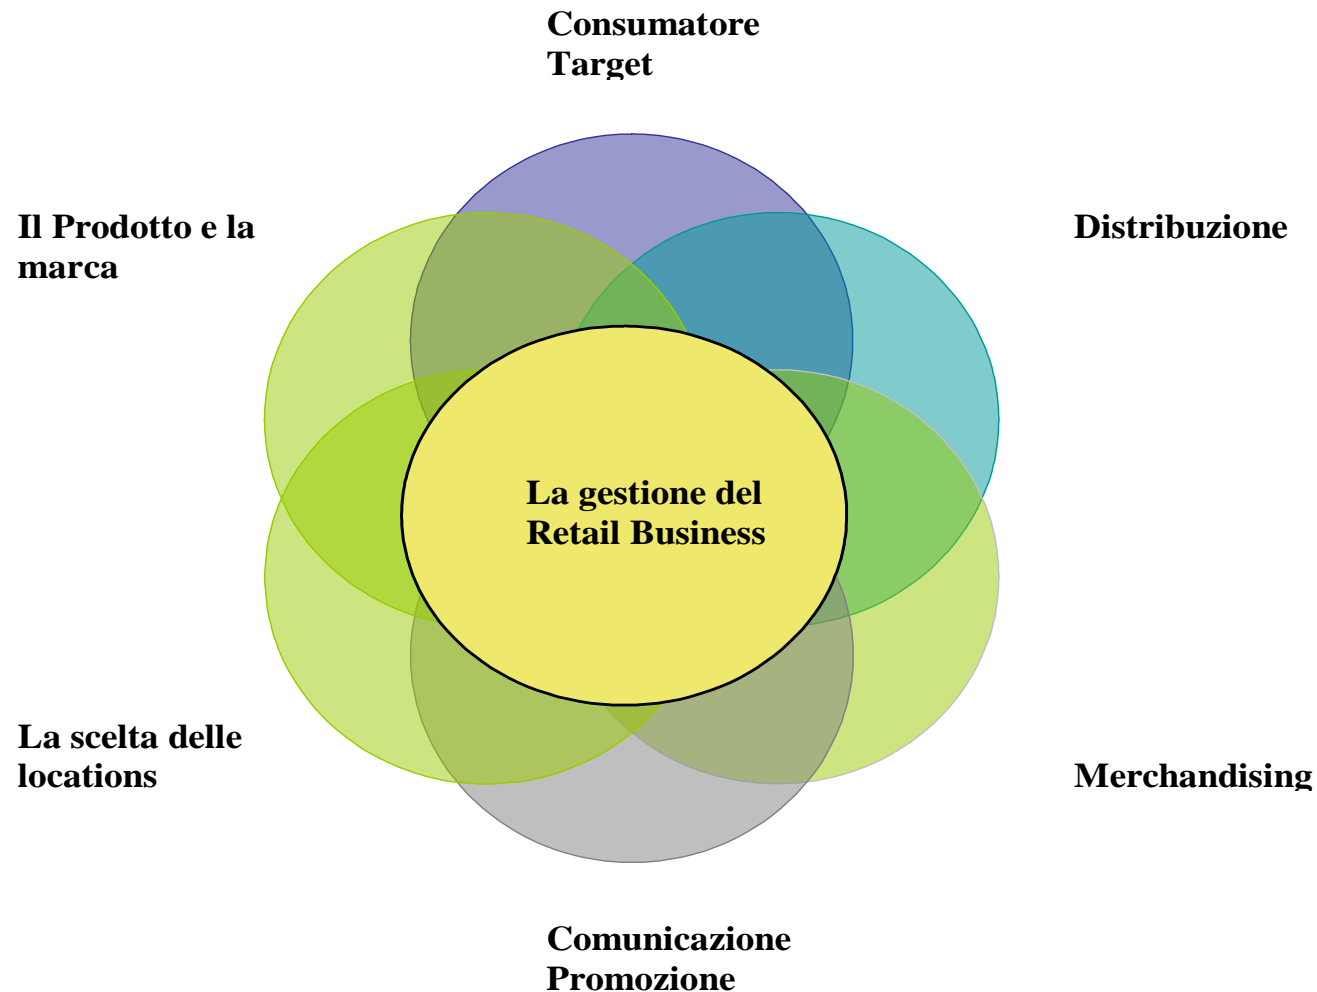 Consumatore
Target
Il Prodotto e la
marca
Distribuzione
La gestione del
Retail Business
La scelta delle
locations
Merchandising
Comunicazione
Promozione